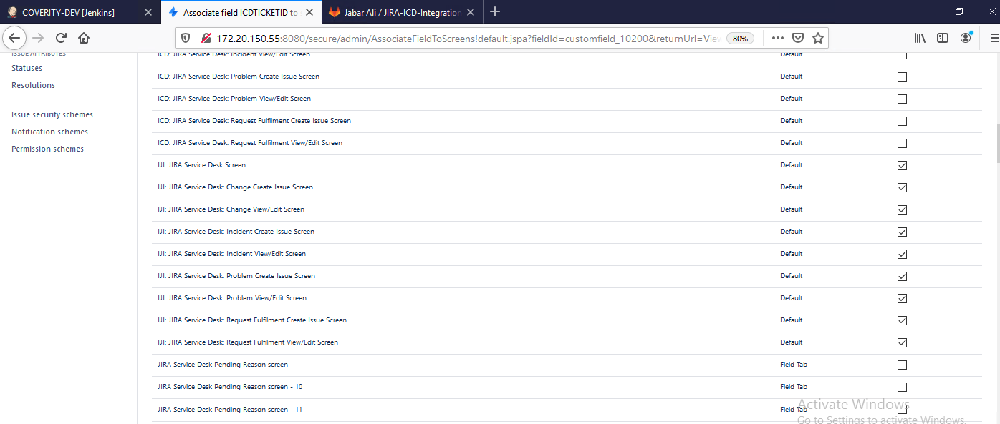 COVERITY-DEV [Jenkins]
Associate field ICDTICKETID to
Jabar Ali / JIRA-ICD-Integration
172.20.150.55:8080/secure/admin/AssociateFieldToScreens!default.jspa?fieldId=customfield_10200&returnUrl=View
80%
ISSUE ATTRIBUTES
Statuses
Resolutions
Issue security schemes
Notification schemes
Permission schemes
ICD: JIRA Service Desk: Incident View/Edit Screen Default
ICD: JIRA Service Desk: Problem Create Issue Screen Default
ICD: JIRA Service Desk: Problem View/Edit Screen Default
ICD: JIRA Service Desk: Request Fulfilment Create Issue Screen Default
ICD: JIRA Service Desk: Request Fulfilment View/Edit Screen Default
IJI: JIRA Service Desk Screen Default
IJI: JIRA Service Desk: Change Create Issue Screen Default
IJI: JIRA Service Desk: Change View/Edit Screen Default
IJI: JIRA Service Desk: Incident Create Issue Screen Default
IJI: JIRA Service Desk: Incident View/Edit Screen Default
IJI: JIRA Service Desk: Problem Create Issue Screen Default
IJI: JIRA Service Desk: Problem View/Edit Screen Default
IJI: JIRA Service Desk: Request Fulfilment Create Issue Screen Default
IJI: JIRA Service Desk: Request Fulfilment View/Edit Screen Default
JIRA Service Desk Pending Reason screen Field Tab
JIRA Service Desk Pending Reason screen - 10 Field Tab
JIRA Service Desk Pending Reason screen - 11 Field Tab
Activate Windows
Go to Settings to activate Windows.